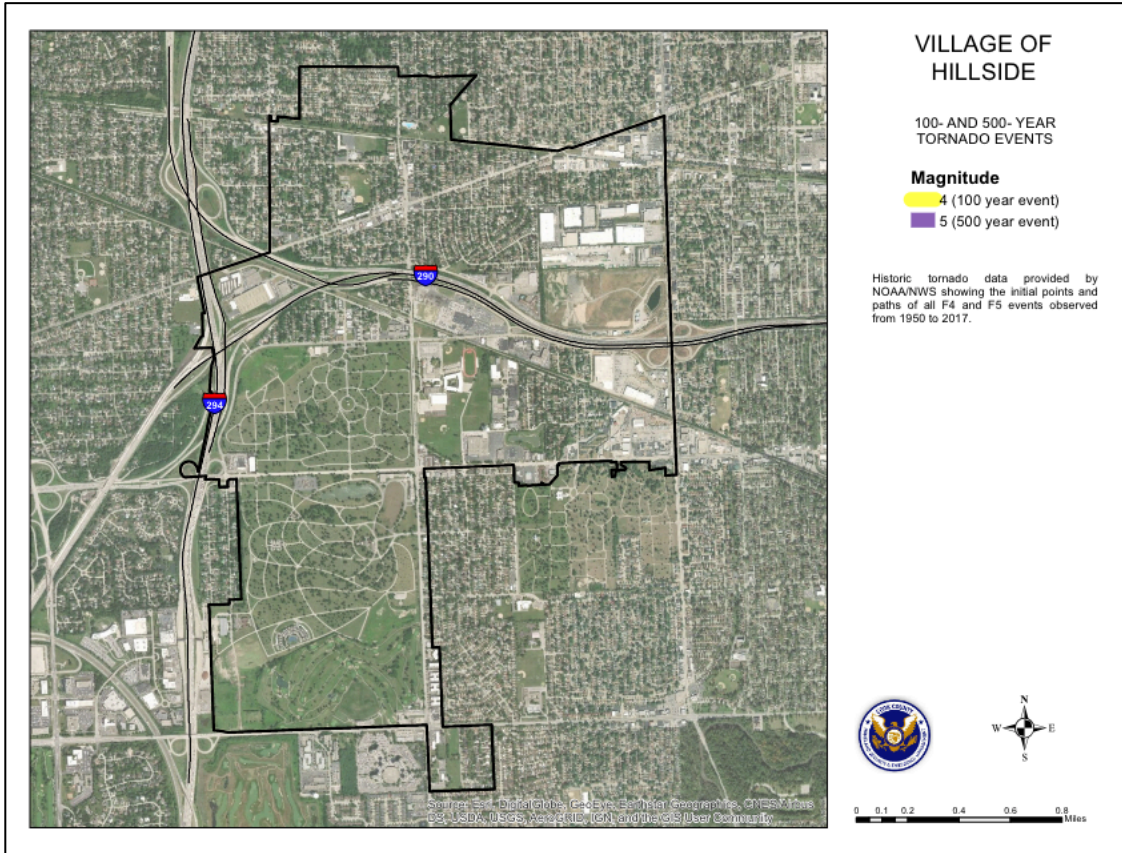 VILLAGE OF
HILLSIDE
100- AND 500- YEAR
TORNADO EVENTS
Magnitude
4 (100 year event)
5 (500 year event)
Historic tornado data provided by
NOAA/NWS showing the initial points and
paths of all F4 and F5 events observed
from 1950 to 2017.
290
294
N
W E
S
COOK COUNTY
0 0.1 0.2 0.4 0.6 0.8
Miles
Source: Esri, DigitalGlobe, GeoEye, Earthstar Geographics, CNES/Airbus
DS, USDA, USGS, AeroGRID, IGN, and the GIS User Community